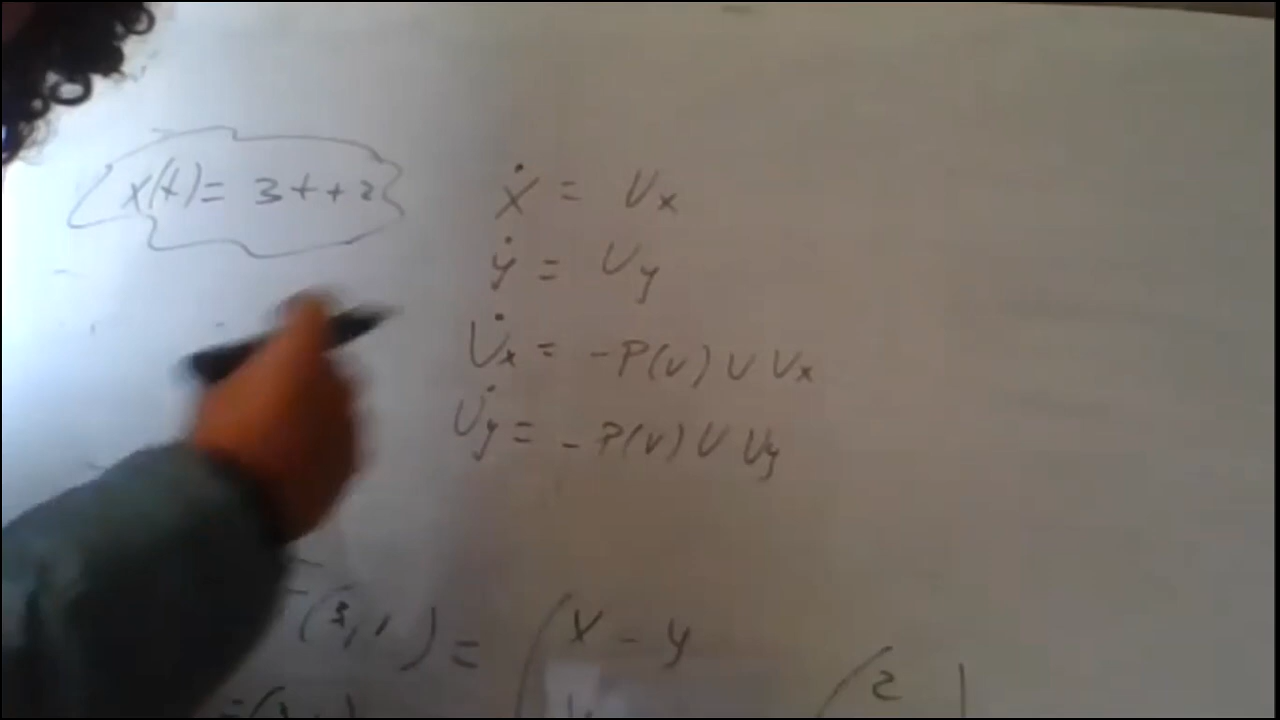 x(t) = 3t+2
ẋ = Vx
ẏ = Vy
V̇x = -P(v) V Vx
V̇y = -P(v) V Vy
(3,1) = (x - y
(2